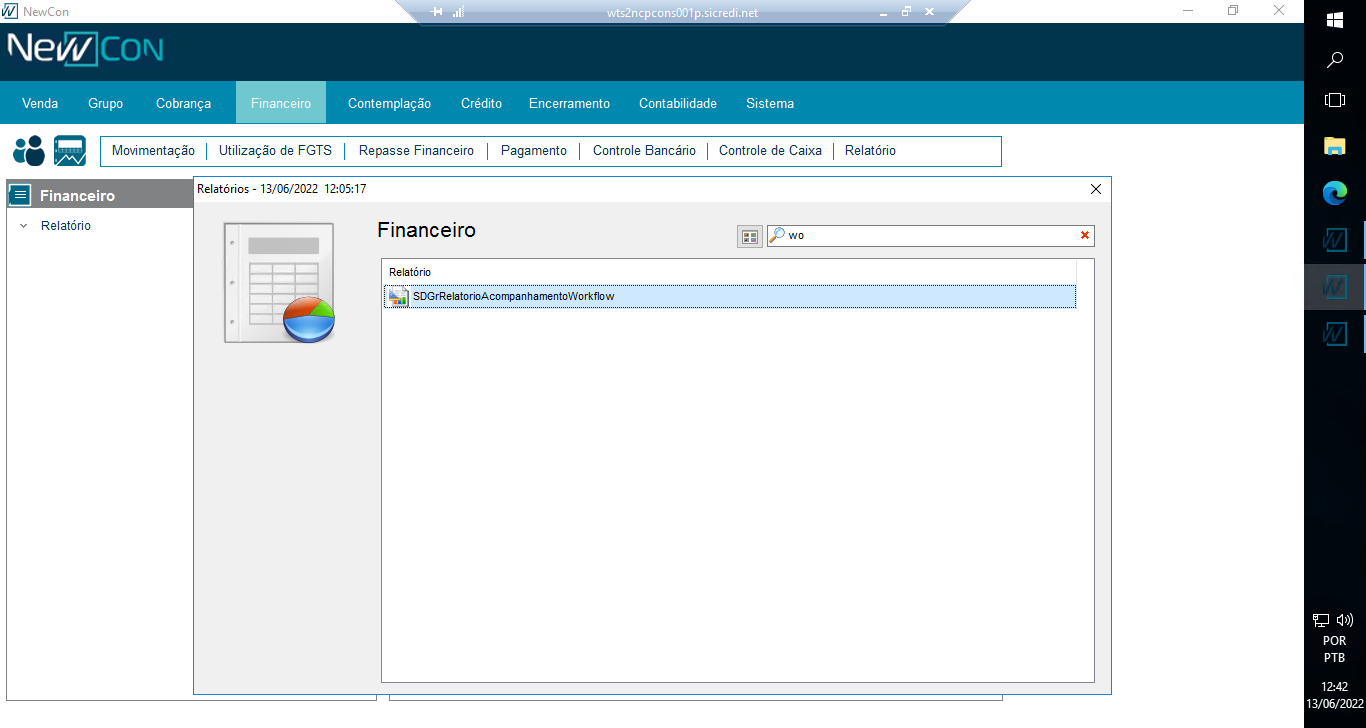 NewCon
wts2ncpcons001p.sicredi.net
NewCon
Venda Grupo Cobrança Financeiro Contemplação Crédito Encerramento Contabilidade Sistema
Movimentação Utilização de FGTS Repasse Financeiro Pagamento Controle Bancário Controle de Caixa Relatório
Financeiro
Relatório
Relatórios - 13/06/2022 12:05:17
Financeiro
wo
Relatório
SDGrRelatorioAcompanhamentoWorkflow
POR
PTB
12:42
13/06/2022